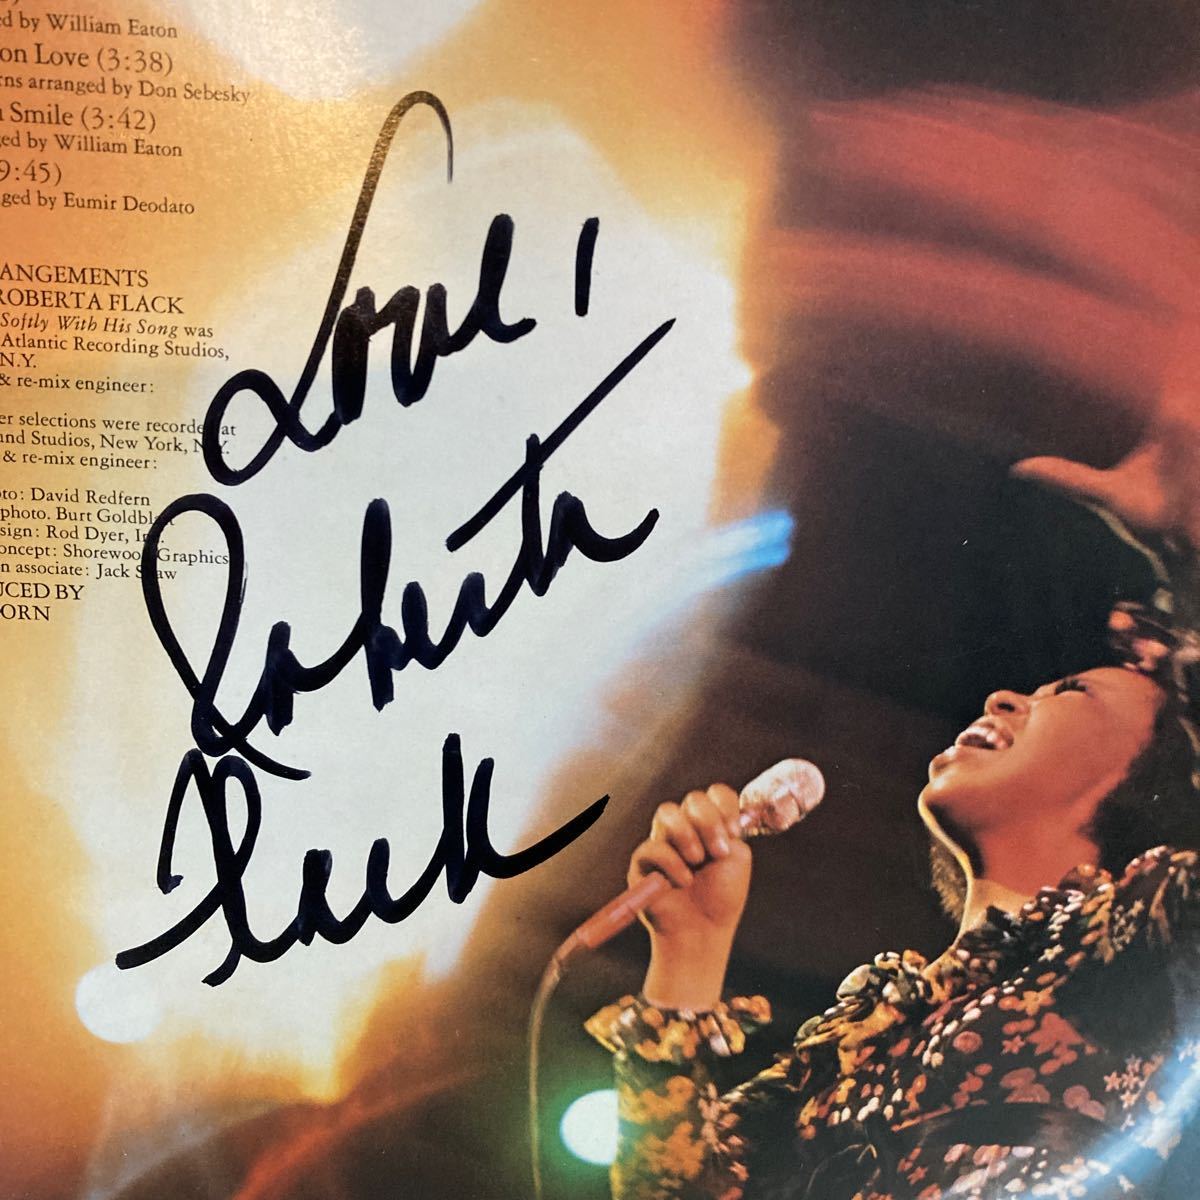 ed by William Eaton
on Love (3:38)
rns arranged by Don Sebesky
Smile (3:42)
ged by William Eaton
9:45)
ged by Eumir Deodato
ANGEMENTS
ROBERTA FLACK
Softly With His Song was
Atlantic Recording Studios,
N.Y.
& re-mix engineer:
er selections were recorded at
und Studios, New York, N.Y.
& re-mix engineer:
oto: David Redfern
photo. Burt Goldblatt
sign: Rod Dyer, Inc.
oncept: Shorewood Graphics
n associate: Jack Shaw
UCED BY
ORN
Love,
Roberta
Flack